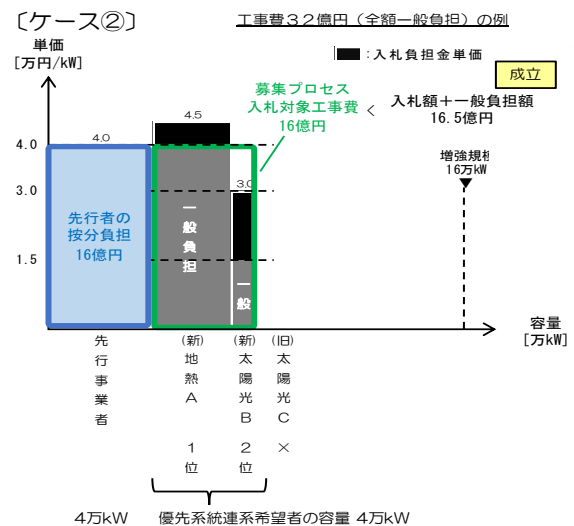 〔ケース②〕
工事費32億円（全額一般負担）の例
単価
[万円/kW]
：入札負担金単価
成立
募集プロセス
入札対象工事費
16億円
<
入札額＋一般負担額
16.5億円
4.5
4.0
4.0
3.0
3.0
1.5
増強規模
16万kW
先行者の
按分負担
16億円
一般負担
一般
容量
[万kW]
先行事業者
(新)地熱A 1位
(新)太陽光B 2位
(旧)太陽光C ×
4万kW
優先系統連系希望者の容量 4万kW